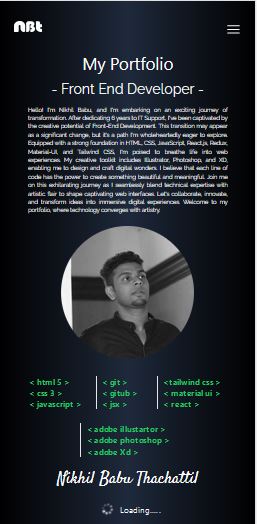 NBt
My Portfolio
- Front End Developer -
Hello! I'm Nikhil Babu, and I'm embarking on an exciting journey of
transformation. After dedicating 6 years to IT Support, I've been captivated by
the creative potential of Front-End Development. This transition may appear
as a significant change, but it's a path I'm wholeheartedly eager to explore.
Equipped with a strong foundation in HTML, CSS, JavaScript, React.js, Redux,
Material-UI, and Tailwind CSS, I'm poised to breathe life into web
experiences. My creative toolkit includes Illustrator, Photoshop, and XD,
enabling me to design and craft digital wonders. I believe that each line of
code has the power to create something beautiful and meaningful. Join me
on this exhilarating journey as I seamlessly blend technical expertise with
artistic flair to shape captivating web interfaces. Let's collaborate, innovate,
and transform ideas into immersive digital experiences. Welcome to my
portfolio, where technology converges with artistry.
< html 5 >
< css 3 >
< javascript >
< git >
< gitub >
< jsx >
< tailwind css >
< material ui >
< react >
< adobe illustartor >
< adobe photoshop >
< adobe Xd >
Nikhil Babu Thachattil
Loading.....